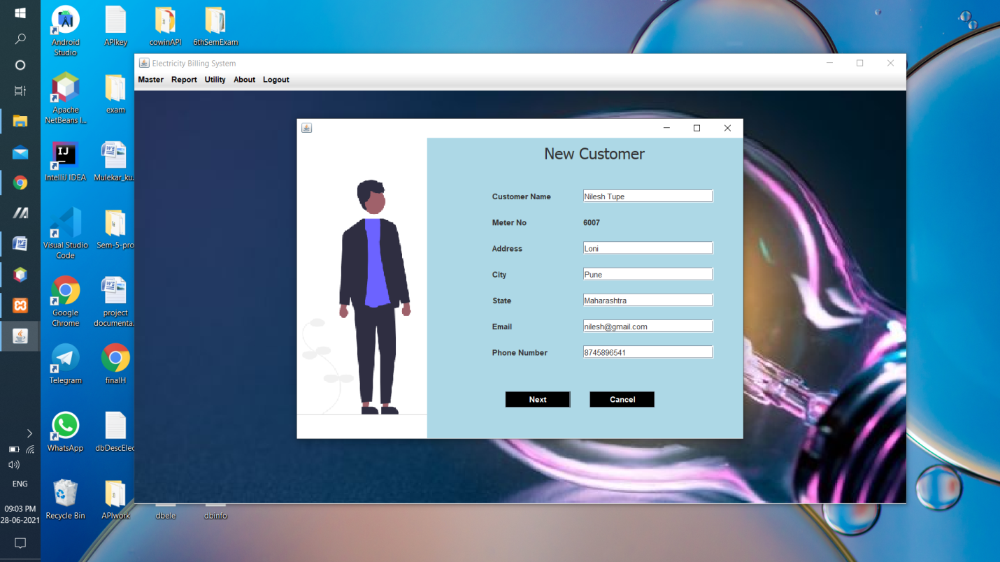 Android
Studio
APIkey
cowinAPI
6thSemExam
Apache
NetBeans I...
exam
IntelliJ IDEA
Mulekar_ku...
Visual Studio
Code
Sem-5-pro
Google
Chrome
project
documenta...
Telegram
finalH
WhatsApp
dbDescElec
Recycle Bin
APIwork
dbele
dbinfo
ENG
09:03 PM
28-06-2021
Electricity Billing System
Master Report Utility About Logout
New Customer
Customer Name Nilesh Tupe
Meter No 6007
Address Loni
City Pune
State Maharashtra
Email nilesh@gmail.com
Phone Number 8745896541
Next Cancel